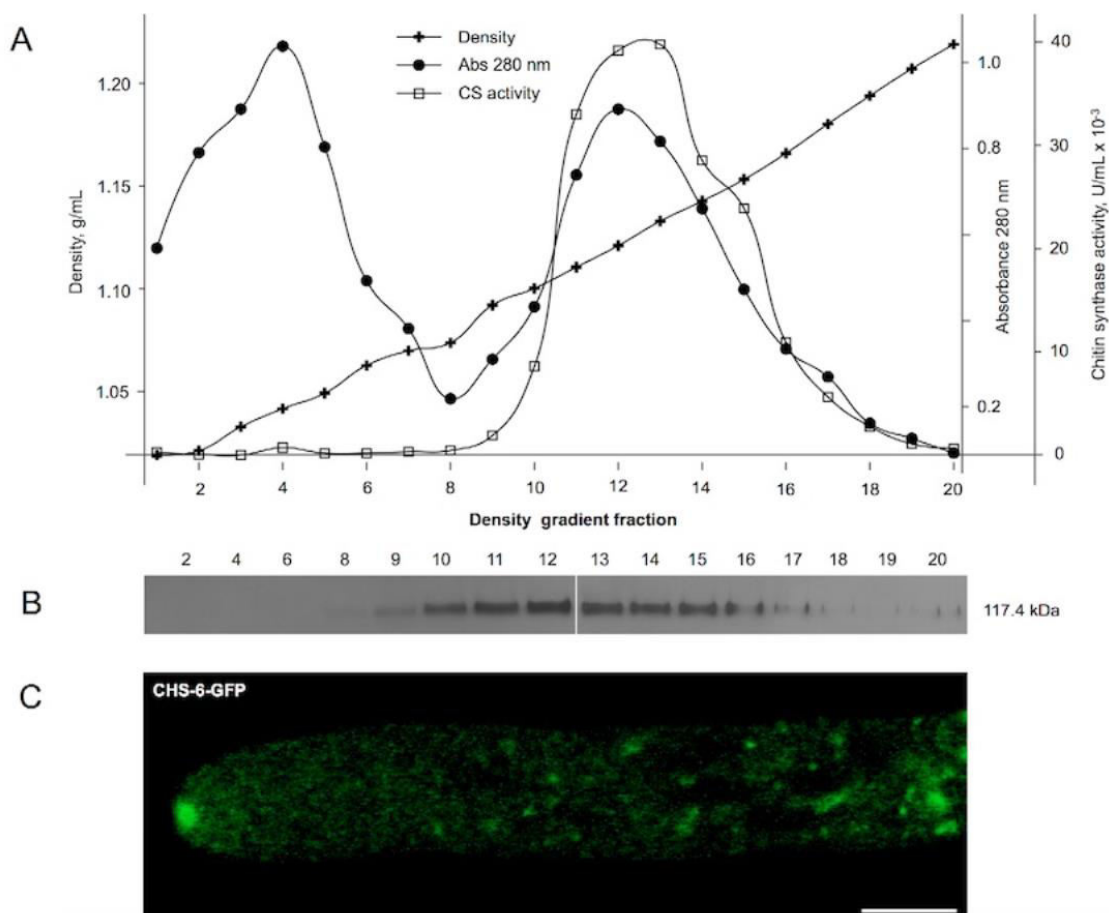 A
Density
Abs 280 nm
CS activity
Density, g/mL
1.20
1.15
1.10
1.05
Absorbance 280 nm
1.0
0.8
0.2
Chitin synthase activity, U/mL x 10⁻³
40
30
20
10
0
2 4 6 8 10 12 14 16 18 20
Density gradient fraction
2 4 6 8 9 10 11 12 13 14 15 16 17 18 19 20
B
117.4 kDa
C
CHS-6-GFP